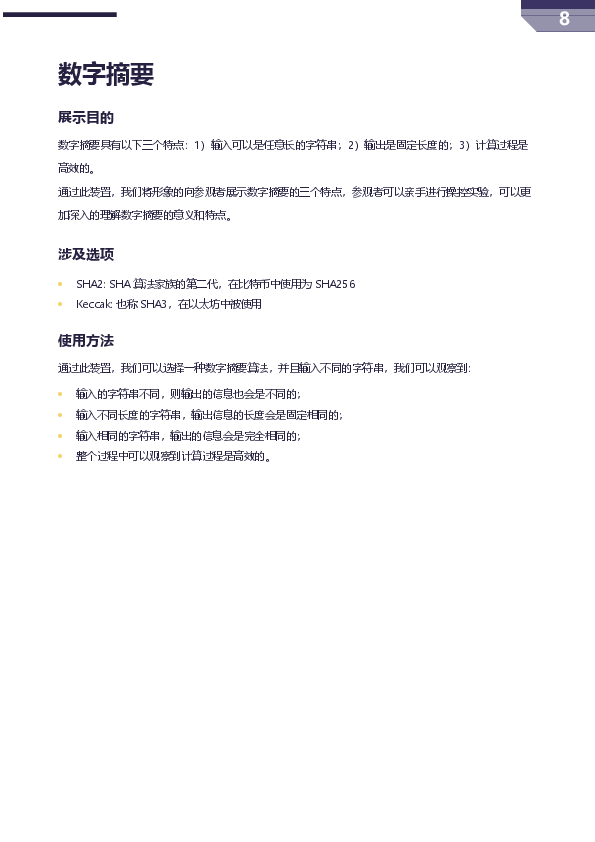 8
数字摘要
展示目的
数字摘要具有以下三个特点：1）输入可以是任意长的字符串；2）输出是固定长度的；3）计算过程是
高效的。
通过此装置，我们将形象的向参观者展示数字摘要的三个特点，参观者可以亲手进行操控实验，可以更
加深入的理解数字摘要的意义和特点。
涉及选项
• SHA2: SHA 算法家族的第二代，在比特币中使用为 SHA256
• Keccak: 也称 SHA3，在以太坊中被使用
使用方法
通过此装置，我们可以选择一种数字摘要算法，并且输入不同的字符串，我们可以观察到：
• 输入的字符串不同，则输出的信息也会是不同的；
• 输入不同长度的字符串，输出信息的长度会是固定相同的；
• 输入相同的字符串，输出的信息会是完全相同的；
• 整个过程中可以观察到计算过程是高效的。